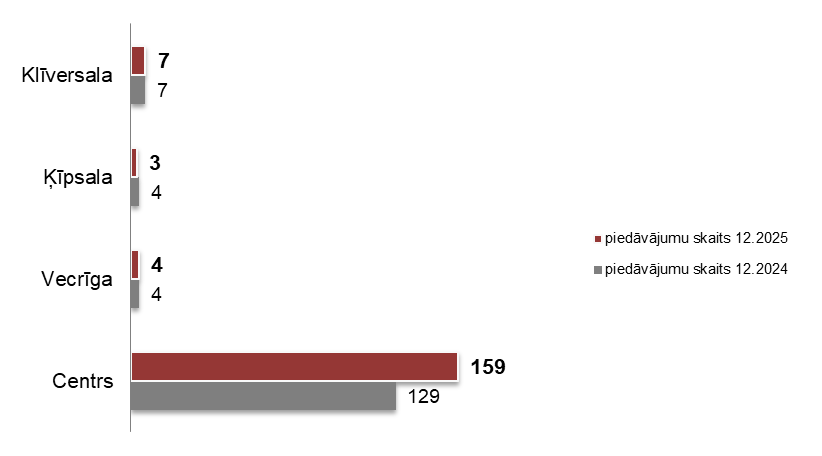 Klīversala
7
7
Ķīpsala
3
4
Vecrīga
4
4
Centrs
159
129
piedāvājumu skaits 12.2025
piedāvājumu skaits 12.2024